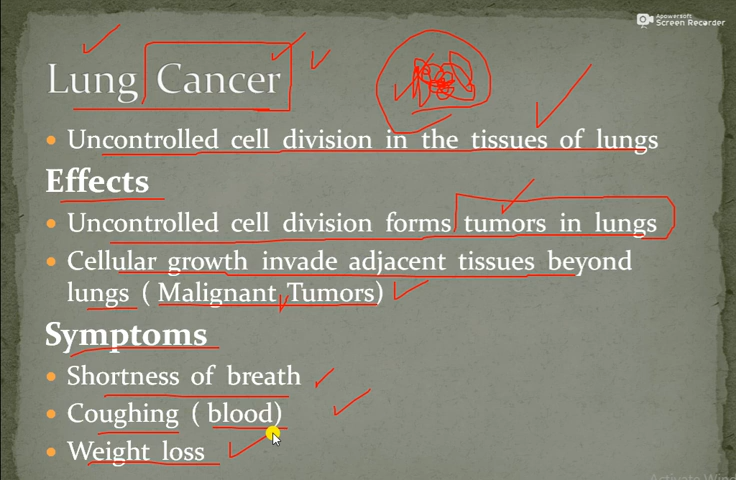 Apowersoft
Screen Recorder
Lung Cancer
Uncontrolled cell division in the tissues of lungs
Effects
Uncontrolled cell division forms tumors in lungs
Cellular growth invade adjacent tissues beyond
lungs ( Malignant Tumors)
Symptoms
Shortness of breath
Coughing ( blood)
Weight loss